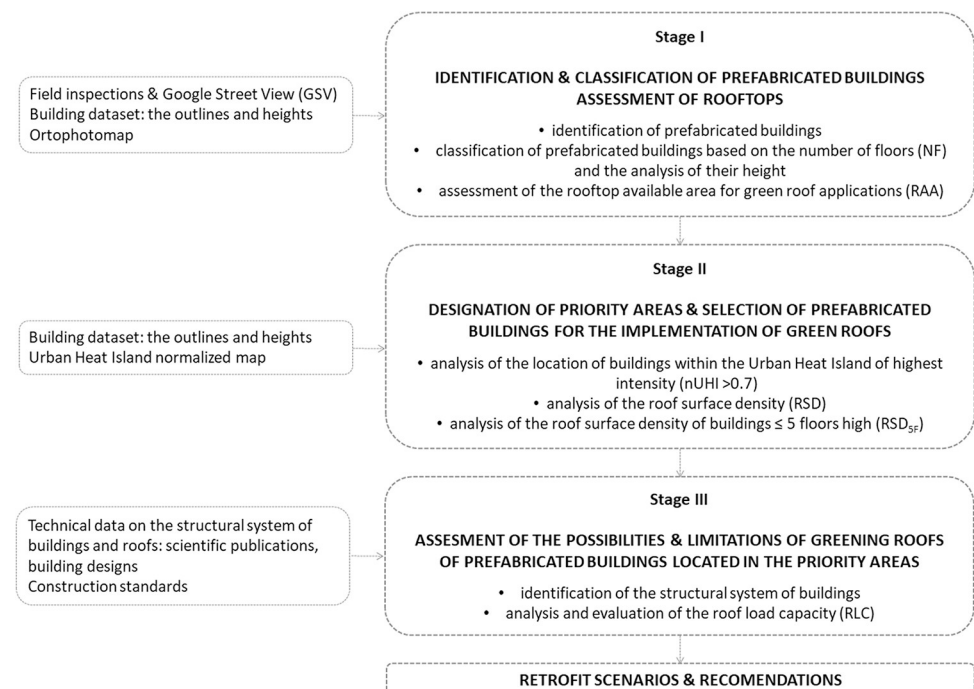 Stage I
IDENTIFICATION & CLASSIFICATION OF PREFABRICATED BUILDINGS
ASSESSMENT OF ROOFTOPS
• identification of prefabricated buildings
• classification of prefabricated buildings based on the number of floors (NF)
and the analysis of their height
• assessment of the rooftop available area for green roof applications (RAA)
Field inspections & Google Street View (GSV)
Building dataset: the outlines and heights
Ortophotomap
Stage II
DESIGNATION OF PRIORITY AREAS & SELECTION OF PREFABRICATED
BUILDINGS FOR THE IMPLEMENTATION OF GREEN ROOFS
• analysis of the location of buildings within the Urban Heat Island of highest
intensity (nUHI >0.7)
• analysis of the roof surface density (RSD)
• analysis of the roof surface density of buildings ≤ 5 floors high (RSD5F)
Building dataset: the outlines and heights
Urban Heat Island normalized map
Stage III
ASSESMENT OF THE POSSIBILITIES & LIMITATIONS OF GREENING ROOFS
OF PREFABRICATED BUILDINGS LOCATED IN THE PRIORITY AREAS
• identification of the structural system of buildings
• analysis and evaluation of the roof load capacity (RLC)
Technical data on the structural system of
buildings and roofs: scientific publications,
building designs
Construction standards
RETROFIT SCENARIOS & RECOMENDATIONS